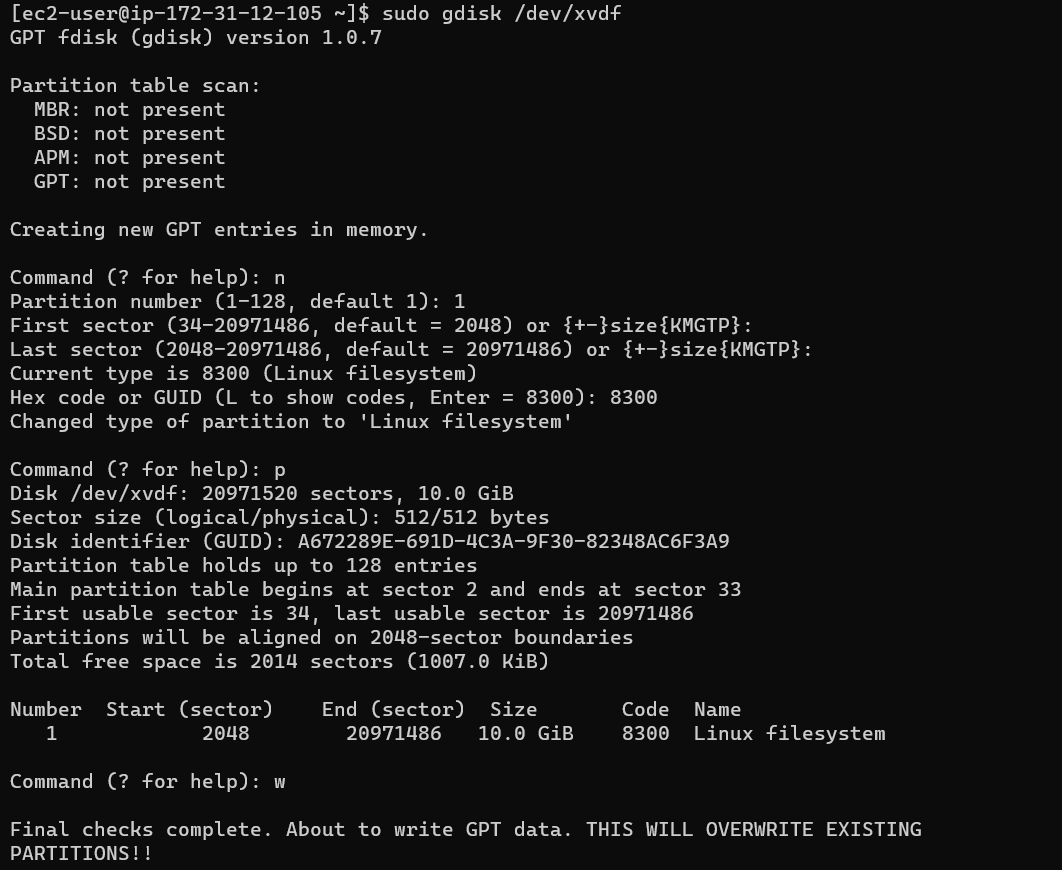 [ec2-user@ip-172-31-12-105 ~]$ sudo gdisk /dev/xvdf
GPT fdisk (gdisk) version 1.0.7

Partition table scan:
  MBR: not present
  BSD: not present
  APM: not present
  GPT: not present

Creating new GPT entries in memory.

Command (? for help): n
Partition number (1-128, default 1): 1
First sector (34-20971486, default = 2048) or {+-}size{KMGTP}:
Last sector (2048-20971486, default = 20971486) or {+-}size{KMGTP}:
Current type is 8300 (Linux filesystem)
Hex code or GUID (L to show codes, Enter = 8300): 8300
Changed type of partition to 'Linux filesystem'

Command (? for help): p
Disk /dev/xvdf: 20971520 sectors, 10.0 GiB
Sector size (logical/physical): 512/512 bytes
Disk identifier (GUID): A672289E-691D-4C3A-9F30-82348AC6F3A9
Partition table holds up to 128 entries
Main partition table begins at sector 2 and ends at sector 33
First usable sector is 34, last usable sector is 20971486
Partitions will be aligned on 2048-sector boundaries
Total free space is 2014 sectors (1007.0 KiB)

Number  Start (sector)    End (sector)  Size       Code  Name
   1            2048        20971486   10.0 GiB    8300  Linux filesystem

Command (? for help): w

Final checks complete. About to write GPT data. THIS WILL OVERWRITE EXISTING
PARTITIONS!!